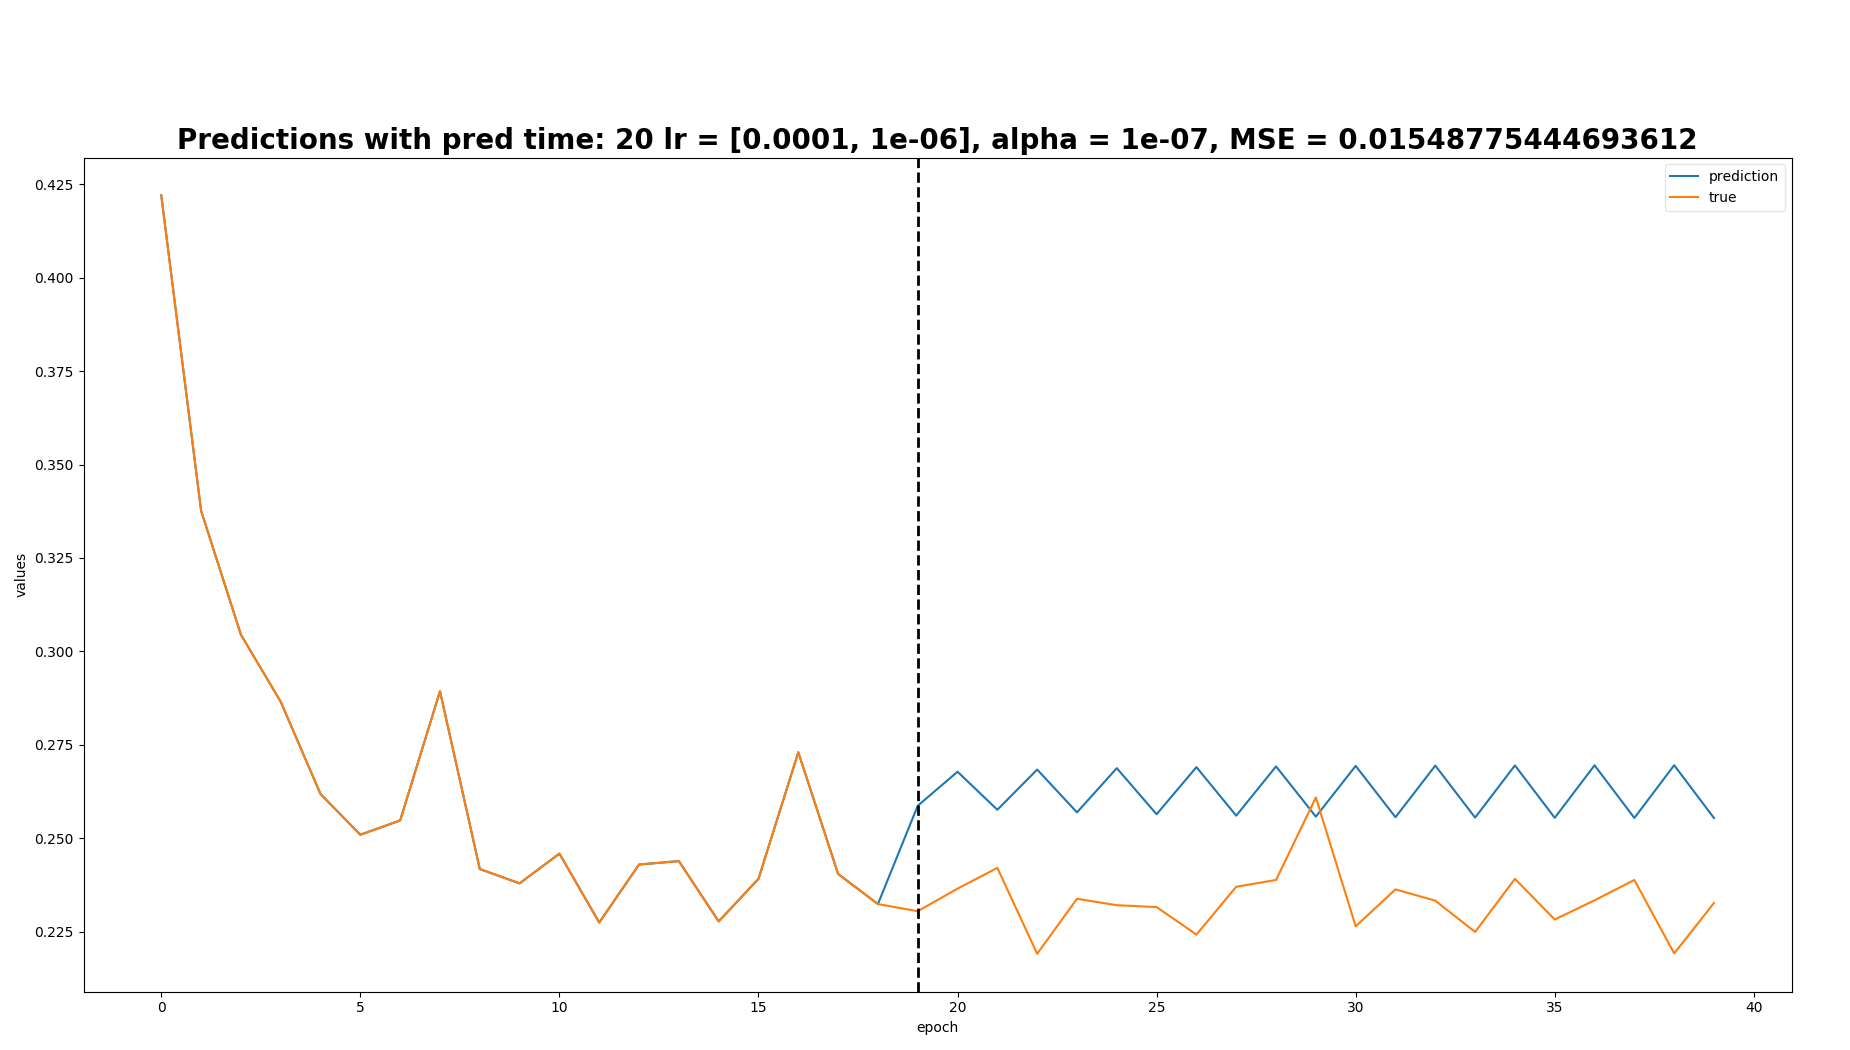 Predictions with pred time: 20 lr = [0.0001, 1e-06], alpha = 1e-07, MSE = 0.01548775444693612
prediction
true
0.425
0.400
0.375
0.350
0.325
0.300
0.275
0.250
0.225
values
0 5 10 15 20 25 30 35 40
epoch